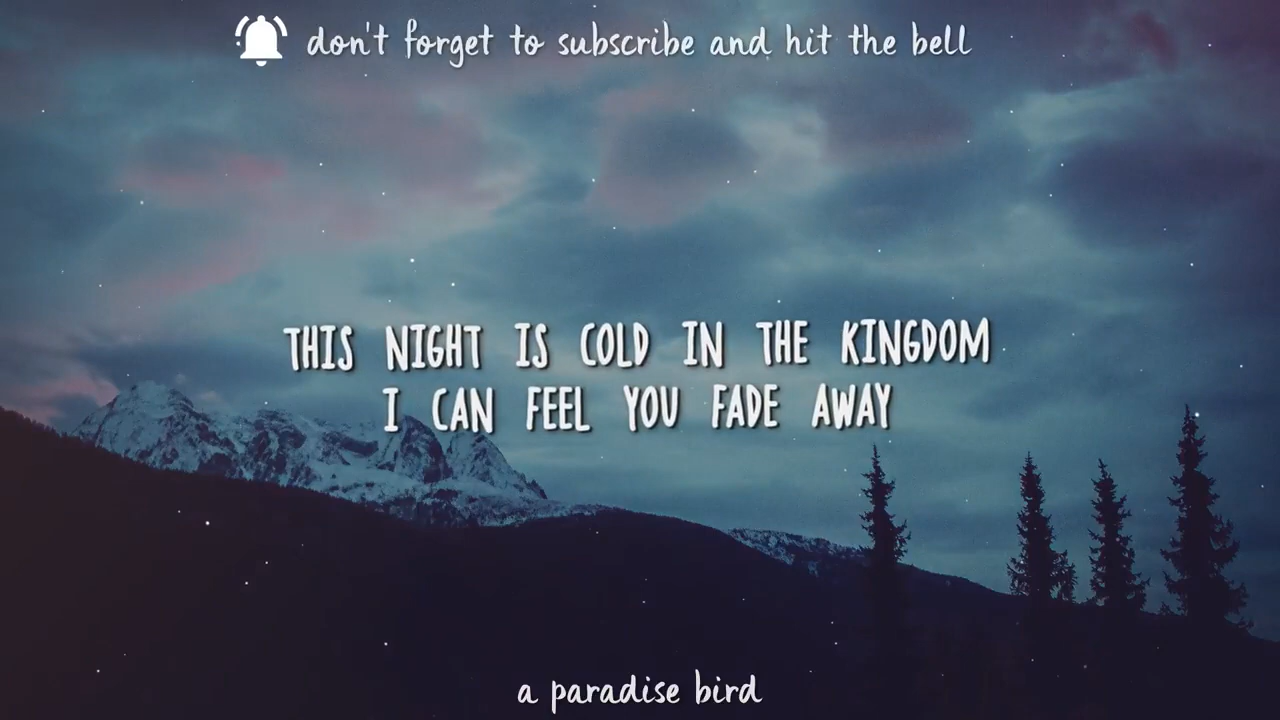 don't forget to subscribe and hit the bell
THIS NIGHT IS COLD IN THE KINGDOM
I CAN FEEL YOU FADE AWAY
a paradise bird